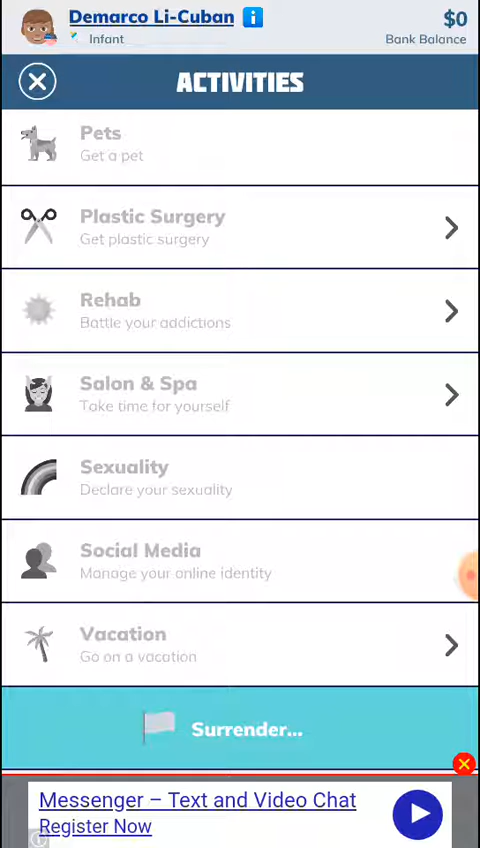 Demarco Li-Cuban
$0
Infant
Bank Balance
ACTIVITIES
Pets
Get a pet
Plastic Surgery
Get plastic surgery
Rehab
Battle your addictions
Salon & Spa
Take time for yourself
Sexuality
Declare your sexuality
Social Media
Manage your online identity
Vacation
Go on a vacation
Surrender...
Messenger – Text and Video Chat
Register Now